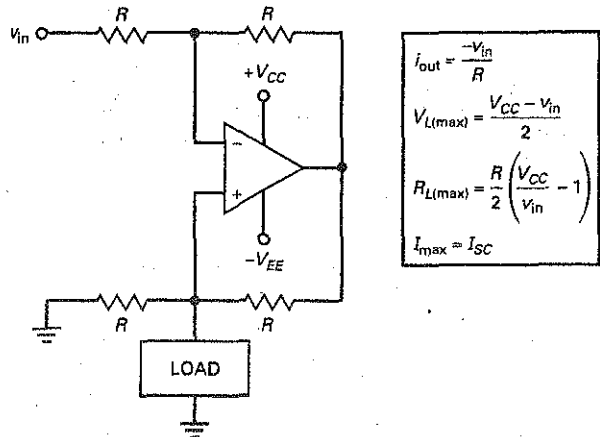 v_in R R
+V_CC
−
+
−V_EE
R R
LOAD
i_out = −v_in / R
V_L(max) = (V_CC − v_in) / 2
R_L(max) = R/2 (V_CC / v_in − 1)
I_max = I_SC